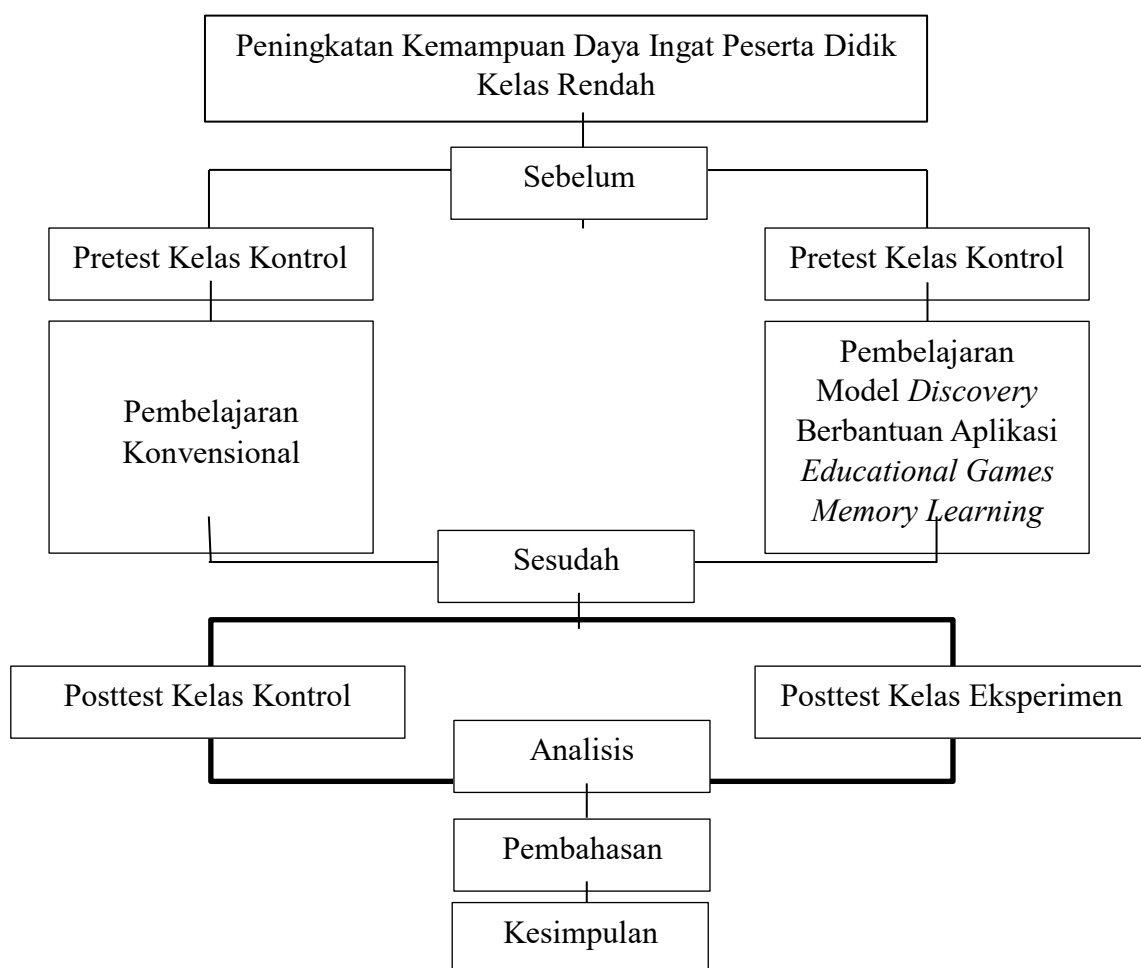 Peningkatan Kemampuan Daya Ingat Peserta Didik
Kelas Rendah
Sebelum
Pretest Kelas Kontrol
Pretest Kelas Kontrol
Pembelajaran
Konvensional
Pembelajaran
Model Discovery
Berbantuan Aplikasi
Educational Games
Memory Learning
Sesudah
Posttest Kelas Kontrol
Posttest Kelas Eksperimen
Analisis
Pembahasan
Kesimpulan